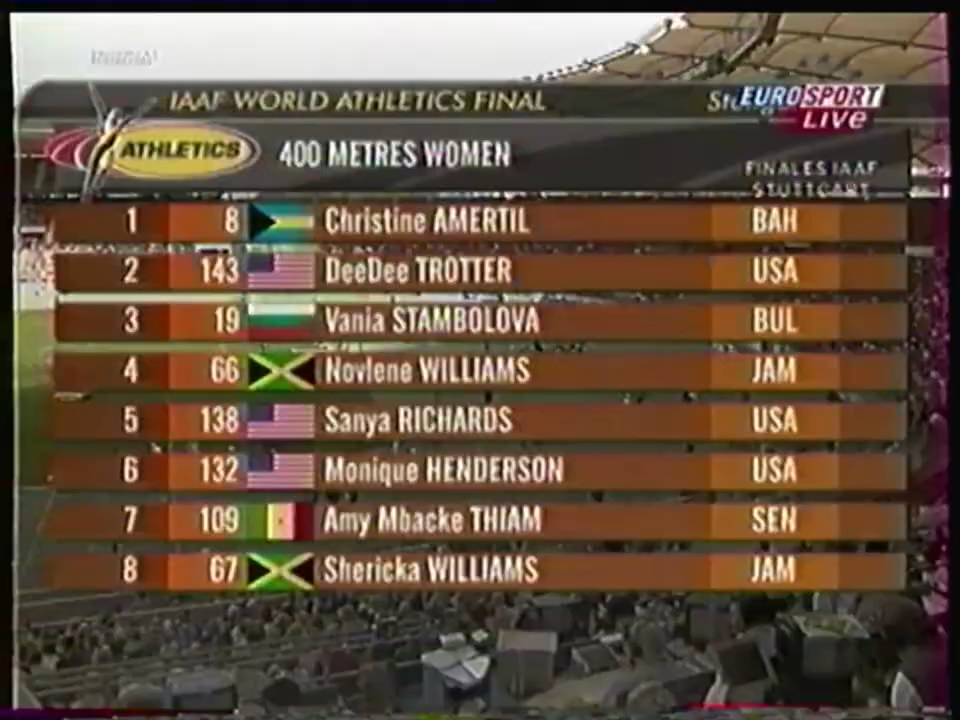 IAAF WORLD ATHLETICS FINAL
EUROSPORT
LIVE
ATHLETICS
400 METRES WOMEN
FINALES IAAF
STUTTGART
1 8 Christine AMERTIL BAH
2 143 DeeDee TROTTER USA
3 19 Vania STAMBOLOVA BUL
4 66 Novlene WILLIAMS JAM
5 138 Sanya RICHARDS USA
6 132 Monique HENDERSON USA
7 109 Amy Mbacke THIAM SEN
8 67 Shericka WILLIAMS JAM